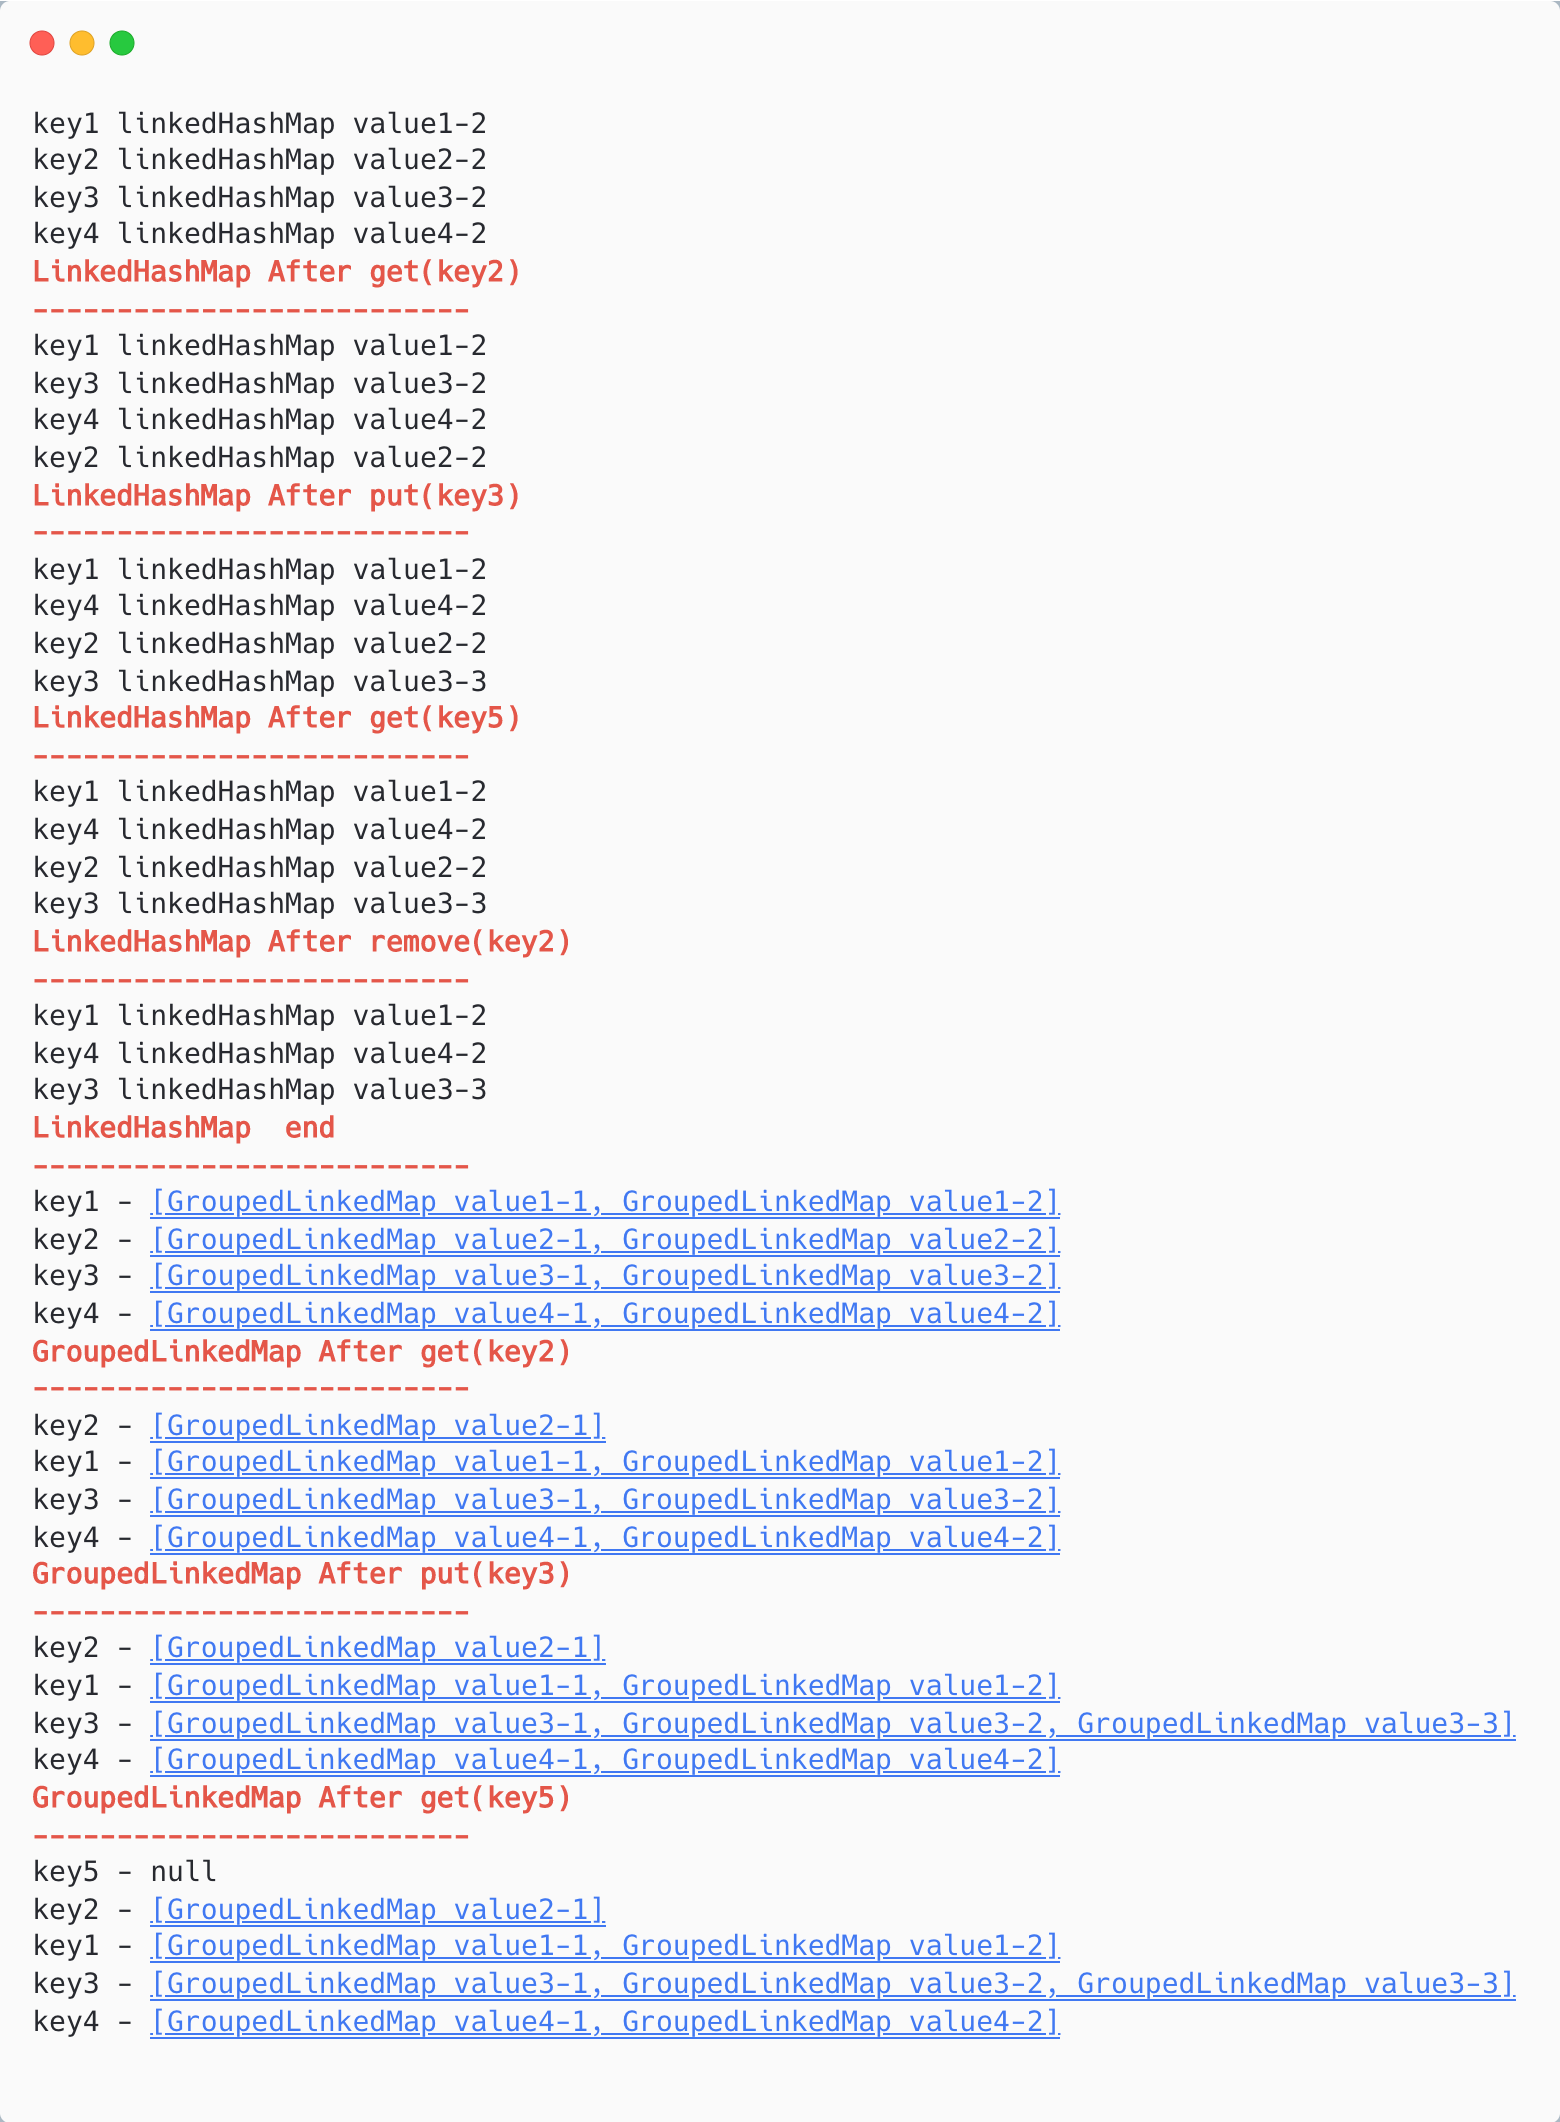 key1 linkedHashMap value1-2
key2 linkedHashMap value2-2
key3 linkedHashMap value3-2
key4 linkedHashMap value4-2
LinkedHashMap After get(key2)
--------------------------
key1 linkedHashMap value1-2
key3 linkedHashMap value3-2
key4 linkedHashMap value4-2
key2 linkedHashMap value2-2
LinkedHashMap After put(key3)
--------------------------
key1 linkedHashMap value1-2
key4 linkedHashMap value4-2
key2 linkedHashMap value2-2
key3 linkedHashMap value3-3
LinkedHashMap After get(key5)
--------------------------
key1 linkedHashMap value1-2
key4 linkedHashMap value4-2
key2 linkedHashMap value2-2
key3 linkedHashMap value3-3
LinkedHashMap After remove(key2)
--------------------------
key1 linkedHashMap value1-2
key4 linkedHashMap value4-2
key3 linkedHashMap value3-3
LinkedHashMap  end
--------------------------
key1 - [GroupedLinkedMap value1-1, GroupedLinkedMap value1-2]
key2 - [GroupedLinkedMap value2-1, GroupedLinkedMap value2-2]
key3 - [GroupedLinkedMap value3-1, GroupedLinkedMap value3-2]
key4 - [GroupedLinkedMap value4-1, GroupedLinkedMap value4-2]
GroupedLinkedMap After get(key2)
--------------------------
key2 - [GroupedLinkedMap value2-1]
key1 - [GroupedLinkedMap value1-1, GroupedLinkedMap value1-2]
key3 - [GroupedLinkedMap value3-1, GroupedLinkedMap value3-2]
key4 - [GroupedLinkedMap value4-1, GroupedLinkedMap value4-2]
GroupedLinkedMap After put(key3)
--------------------------
key2 - [GroupedLinkedMap value2-1]
key1 - [GroupedLinkedMap value1-1, GroupedLinkedMap value1-2]
key3 - [GroupedLinkedMap value3-1, GroupedLinkedMap value3-2, GroupedLinkedMap value3-3]
key4 - [GroupedLinkedMap value4-1, GroupedLinkedMap value4-2]
GroupedLinkedMap After get(key5)
--------------------------
key5 - null
key2 - [GroupedLinkedMap value2-1]
key1 - [GroupedLinkedMap value1-1, GroupedLinkedMap value1-2]
key3 - [GroupedLinkedMap value3-1, GroupedLinkedMap value3-2, GroupedLinkedMap value3-3]
key4 - [GroupedLinkedMap value4-1, GroupedLinkedMap value4-2]